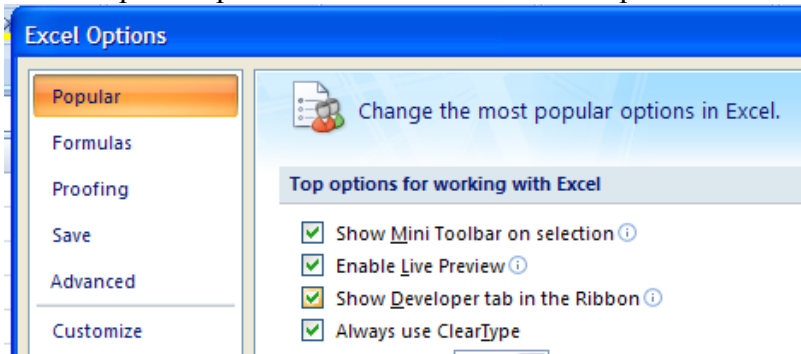 Excel Options
Popular
Change the most popular options in Excel.
Formulas
Top options for working with Excel
Proofing
Save
Show Mini Toolbar on selection
Enable Live Preview
Advanced
Show Developer tab in the Ribbon
Customize
Always use ClearType